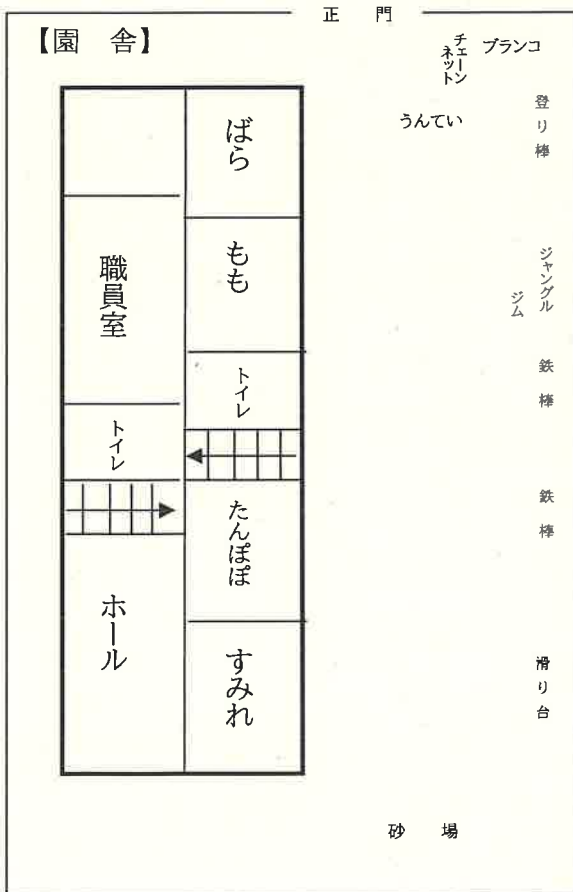 正門
【園舎】
チェーン
ネット
ブランコ
うんてい
登り棒
ばら
もも
職員室
ジャングル
ジム
トイレ
鉄棒
トイレ
たんぽぽ
鉄棒
ホール
すみれ
滑り台
砂場